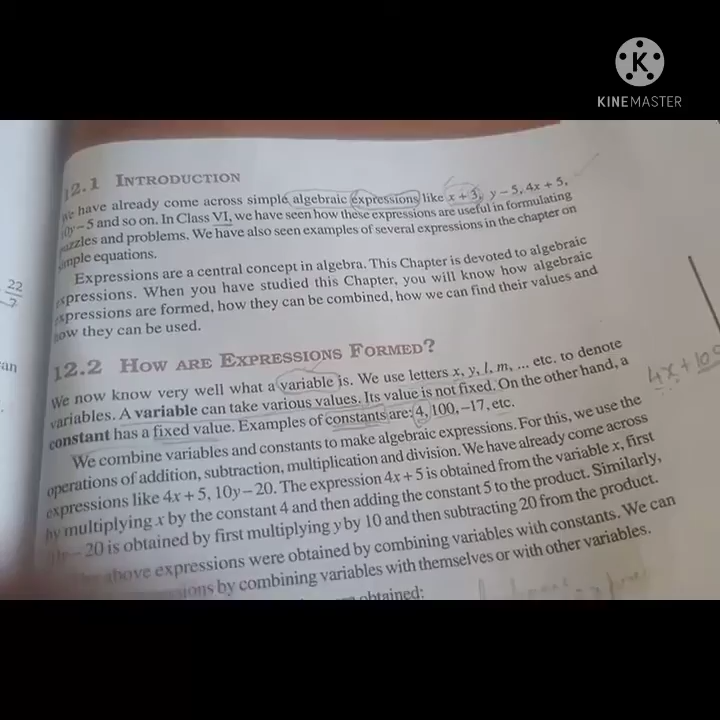 KINEMASTER
12.1 INTRODUCTION
We have already come across simple algebraic expressions like x + 3, y – 5, 4x + 5,
10y – 5 and so on. In Class VI, we have seen how these expressions are useful in formulating
puzzles and problems. We have also seen examples of several expressions in the chapter on
simple equations.
Expressions are a central concept in algebra. This Chapter is devoted to algebraic
expressions. When you have studied this Chapter, you will know how algebraic
expressions are formed, how they can be combined, how we can find their values and
how they can be used.
22
7
an
12.2 HOW ARE EXPRESSIONS FORMED?
We now know very well what a variable is. We use letters x, y, l, m, ... etc. to denote
variables. A variable can take various values. Its value is not fixed. On the other hand, a
constant has a fixed value. Examples of constants are: 4, 100, –17, etc.
4x + 10
We combine variables and constants to make algebraic expressions. For this, we use the
operations of addition, subtraction, multiplication and division. We have already come across
expressions like 4x + 5, 10y – 20. The expression 4x + 5 is obtained from the variable x, first
by multiplying x by the constant 4 and then adding the constant 5 to the product. Similarly,
10y – 20 is obtained by first multiplying y by 10 and then subtracting 20 from the product.
above expressions were obtained by combining variables with constants. We can
by combining variables with themselves or with other variables.
obtained: